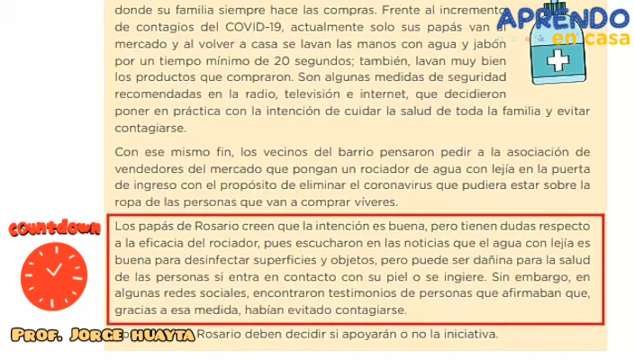 APRENDO
en casa
donde su familia siempre hace las compras. Frente al incremento
de contagios del COVID-19, actualmente solo sus papás van al
mercado y al volver a casa se lavan las manos con agua y jabón
por un tiempo mínimo de 20 segundos; también, lavan muy bien
los productos que compraron. Son algunas medidas de seguridad
recomendadas en la radio, televisión e internet, que decidieron
poner en práctica con la intención de cuidar la salud de toda la familia y evitar
contagiarse.
Con ese mismo fin, los vecinos del barrio pensaron pedir a la asociación de
vendedores del mercado que pongan un rociador de agua con lejía en la puerta
de ingreso con el propósito de eliminar el coronavirus que pudiera estar sobre la
ropa de las personas que van a comprar víveres.
COUNTDOWN
Los papás de Rosario creen que la intención es buena, pero tienen dudas respecto
a la eficacia del rociador, pues escucharon en las noticias que el agua con lejía es
buena para desinfectar superficies y objetos, pero puede ser dañina para la salud
de las personas si entra en contacto con su piel o se ingiere. Sin embargo, en
algunas redes sociales, encontraron testimonios de personas que afirmaban que,
gracias a esa medida, habían evitado contagiarse.
Prof. Jorge huayta
Rosario deben decidir si apoyarán o no la iniciativa.